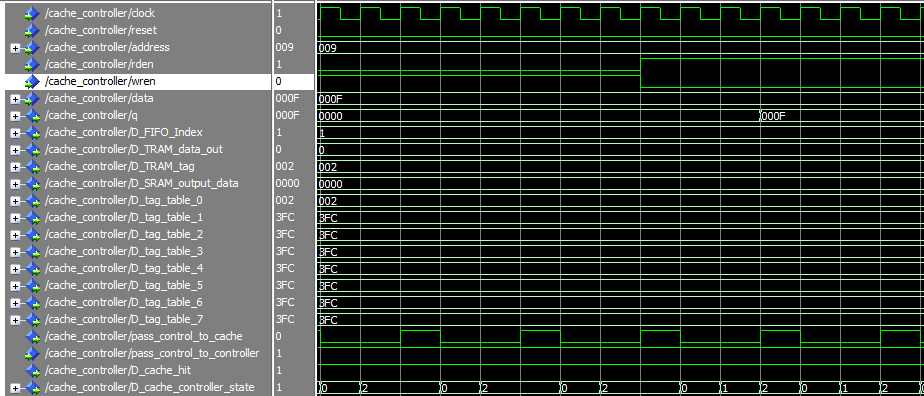 /cache_controller/clock 1
/cache_controller/reset 0
/cache_controller/address 009 009
/cache_controller/rden 1
/cache_controller/wren 0
/cache_controller/data 000F 000F
/cache_controller/q 000F 0000 000F
/cache_controller/D_FIFO_Index 1 1
/cache_controller/D_TRAM_data_out 0 0
/cache_controller/D_TRAM_tag 002 002
/cache_controller/D_SRAM_output_data 0000 0000
/cache_controller/D_tag_table_0 002 002
/cache_controller/D_tag_table_1 3FC 3FC
/cache_controller/D_tag_table_2 3FC 3FC
/cache_controller/D_tag_table_3 3FC 3FC
/cache_controller/D_tag_table_4 3FC 3FC
/cache_controller/D_tag_table_5 3FC 3FC
/cache_controller/D_tag_table_6 3FC 3FC
/cache_controller/D_tag_table_7 3FC 3FC
/cache_controller/pass_control_to_cache 0
/cache_controller/pass_control_to_controller 1
/cache_controller/D_cache_hit 1
/cache_controller/D_cache_controller_state 1 0 2 0 2 0 2 0 1 2 0 1 2